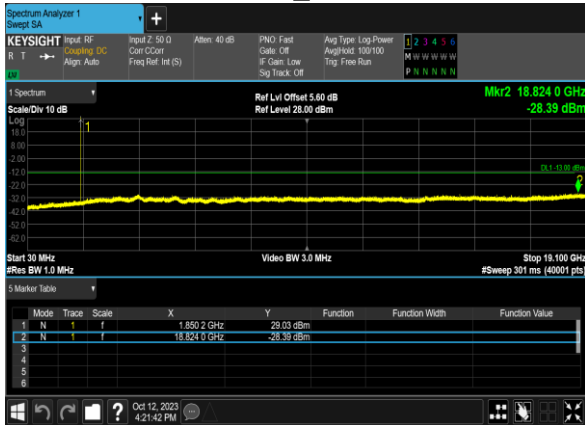 Spectrum Analyzer 1
Swept SA
+
KEYSIGHT
R T
Input: RF
Coupling: DC
Align: Auto
Input Z: 50 Ω
Corr CCorr
Freq Ref: Int (S)
Atten: 40 dB
PNO: Fast
Gate: Off
IF Gain: Low
Sig Track: Off
Avg Type: Log-Power
Avg|Hold: 100/100
Trig: Free Run
1 2 3 4 5 6
M W W W W W
P N N N N N
1 Spectrum
Scale/Div 10 dB
Ref Lvl Offset 5.60 dB
Ref Level 28.00 dBm
Mkr2 18.824 0 GHz
-28.39 dBm
Log
18.0
8.00
-2.00
-12.0
-22.0
-32.0
-42.0
-52.0
-62.0
1
DL1 -13.00 dBm
2
Start 30 MHz
#Res BW 1.0 MHz
Video BW 3.0 MHz
Stop 19.100 GHz
#Sweep 301 ms (40001 pts)
5 Marker Table
Mode Trace Scale X Y Function Function Width Function Value
1 N 1 f 1.850 2 GHz 29.03 dBm
2 N 1 f 18.824 0 GHz -28.39 dBm
3
4
5
6
?
Oct 12, 2023
4:21:42 PM